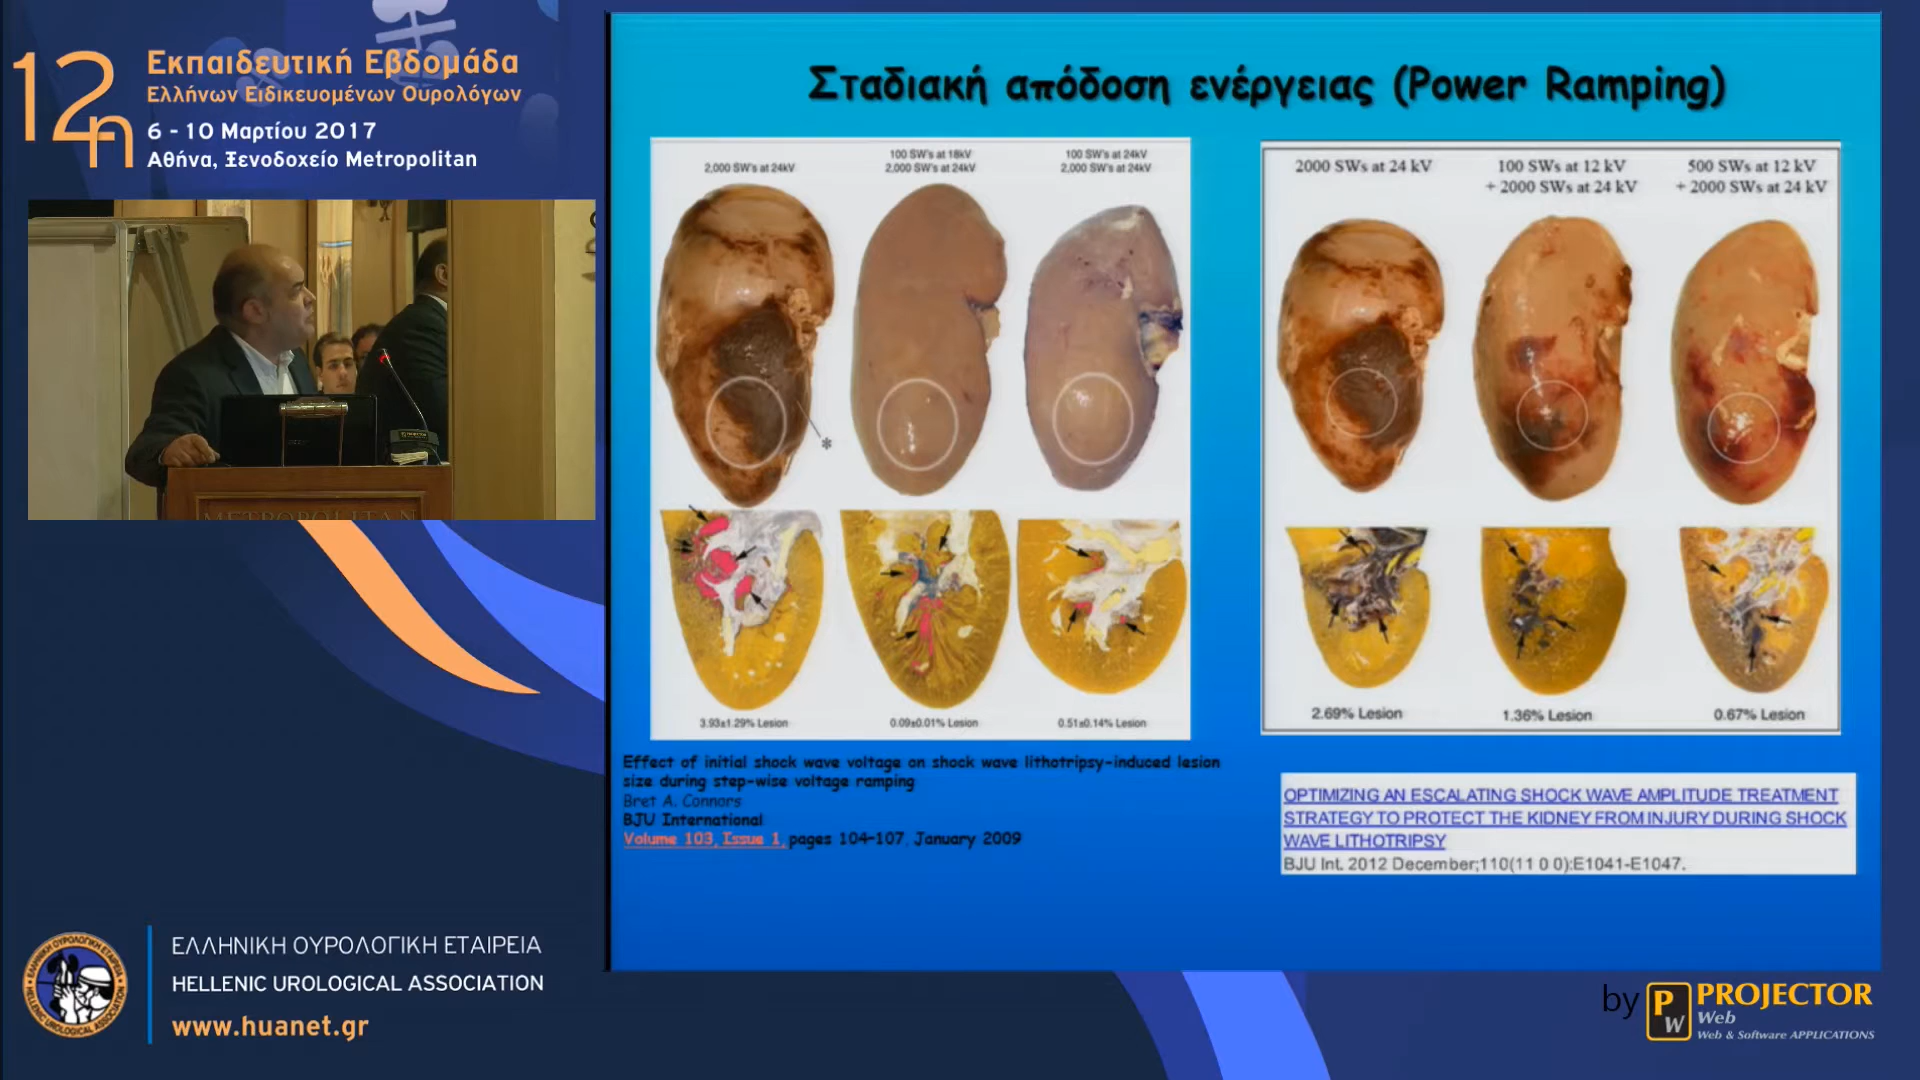 12η
Εκπαιδευτική Εβδομάδα
Ελλήνων Ειδικευομένων Ουρολόγων
6 - 10 Μαρτίου 2017
Αθήνα, Ξενοδοχείο Metropolitan
METROPOLITAN
Σταδιακή απόδοση ενέργειας (Power Ramping)
2,000 SW's at 24kV
100 SW's at 18kV
2,000 SW's at 24kV
100 SW's at 24kV
2,000 SW's at 24kV
*
3.93±1.29% Lesion
0.09±0.01% Lesion
0.51±0.14% Lesion
2000 SWs at 24 kV
100 SWs at 12 kV
+ 2000 SWs at 24 kV
500 SWs at 12 kV
+ 2000 SWs at 24 kV
2.69% Lesion
1.36% Lesion
0.67% Lesion
Effect of initial shock wave voltage on shock wave lithotripsy-induced lesion
size during step-wise voltage ramping
Bret A. Connors
BJU International
Volume 103, Issue 1, pages 104–107, January 2009
OPTIMIZING AN ESCALATING SHOCK WAVE AMPLITUDE TREATMENT
STRATEGY TO PROTECT THE KIDNEY FROM INJURY DURING SHOCK
WAVE LITHOTRIPSY
BJU Int. 2012 December;110(11 0 0):E1041-E1047.
ΕΛΛΗΝΙΚΗ ΟΥΡΟΛΟΓΙΚΗ ΕΤΑΙΡΕΙΑ
HELLENIC UROLOGICAL ASSOCIATION
www.huanet.gr
by PROJECTOR
Web
Web & Software APPLICATIONS